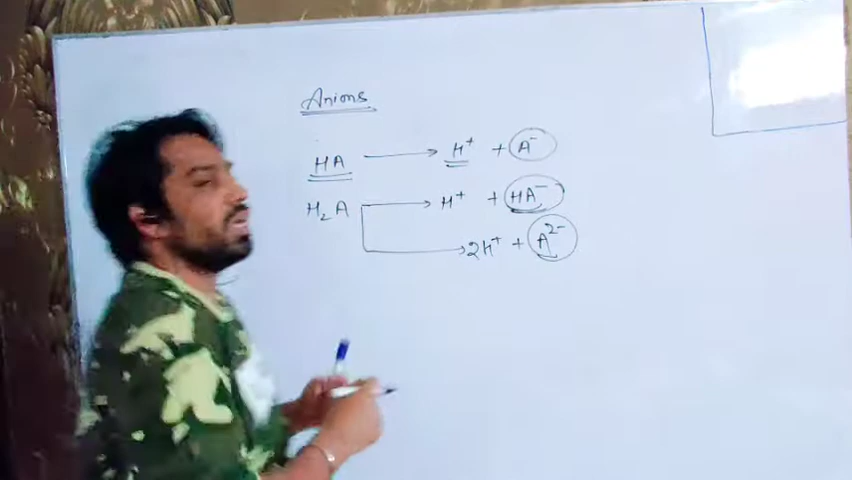 Anions
HA → H⁺ + A⁻
H₂A → H⁺ + HA⁻
→ 2H⁺ + A²⁻